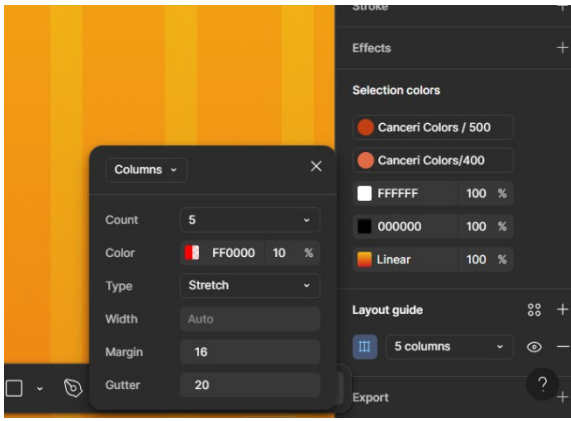 Stroke
Effects
Selection colors
Canceri Colors / 500
Canceri Colors/400
FFFFFF 100 %
000000 100 %
Linear 100 %
Layout guide
5 columns
Export
?
Columns
Count 5
Color FF0000 10 %
Type Stretch
Width Auto
Margin 16
Gutter 20